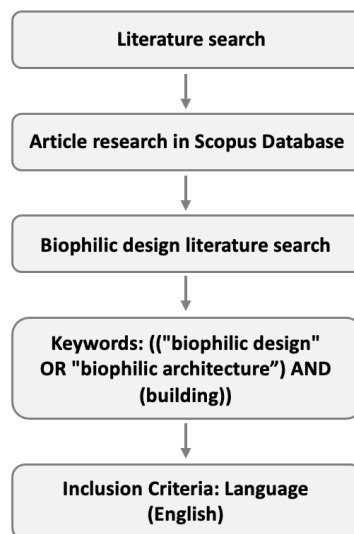 Literature search
Article research in Scopus Database
Biophilic design literature search
Keywords: (("biophilic design"
OR "biophilic architecture”) AND
(building))
Inclusion Criteria: Language
(English)